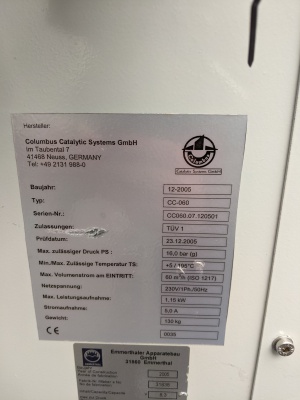 Hersteller:
Columbus Catalytic Systems GmbH
im Taubental 7
41468 Neuss, GERMANY
Tel: +49 2131 988-0
Columbus
Catalytic Systems GmbH
Baujahr: 12-2005
Typ: CC-060
Serien-Nr.: CC060.07.120501
Zulassungen: TÜV 1
Prüfdatum: 23.12.2005
Max. zulässiger Druck PS : 16,0 bar (g)
Min./Max. Zulässige Temperatur TS: +5 / 195°C
Max. Volumenstrom am EINTRITT: 60 m³/h (ISO 1217)
Netzspannung: 230V/1Ph./50Hz
Max. Leistungsaufnahme: 1,15 kW
Stromaufnahme: 5,0 A
Gewicht: 130 kg
CE 0035
Emmerthaler Apparatebau
GmbH
31860 Emmerthal